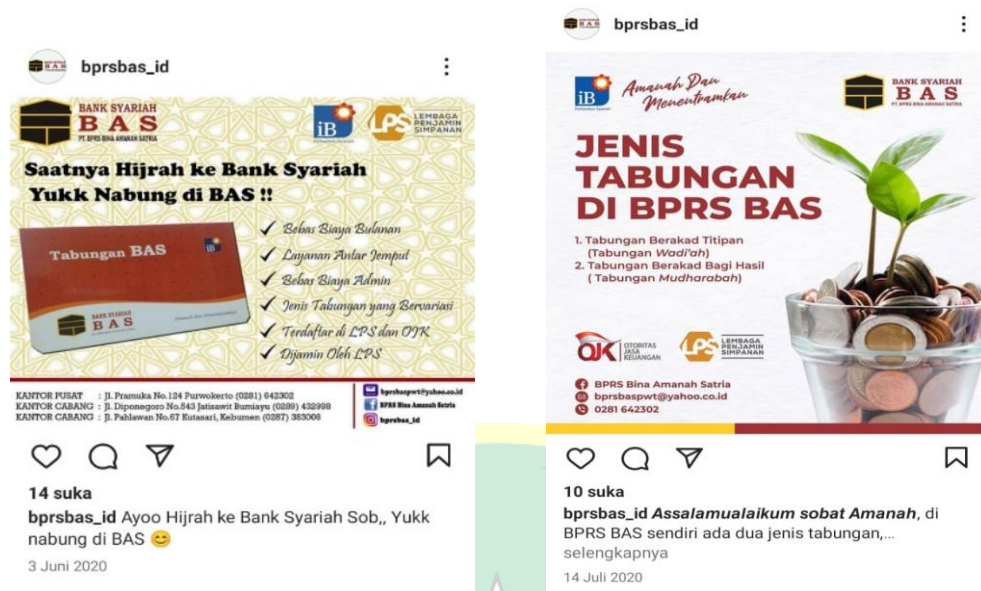 bprsbas_id
BANK SYARIAH
BAS
PT. BPRS BINA AMANAH SATRIA
iB
LPS LEMBAGA
PENJAMIN
SIMPANAN
Saatnya Hijrah ke Bank Syariah
Yukk Nabung di BAS !!
Tabungan BAS
iB
BANK SYARIAH
BAS
Amanah dan Menentramkan
Bebas Biaya Bulanan
Layanan Antar Jemput
Bebas Biaya Admin
Jenis Tabungan yang Bervariasi
Terdaftar di LPS dan OJK
Dijamin Oleh LPS
KANTOR PUSAT : Jl. Pramuka No.124 Purwokerto (0281) 642302
KANTOR CABANG : Jl. Diponegoro No.543 Jatisawit Bumiayu (0289) 432998
KANTOR CABANG : Jl. Pahlawan No.67 Kutasari, Kebumen (0287) 383006
bprsbaspwt@yahoo.co.id
BPRS Bina Amanah Satria
bprsbas_id
14 suka
bprsbas_id Ayoo Hijrah ke Bank Syariah Sob,, Yukk
nabung di BAS 😊
3 Juni 2020
bprsbas_id
iB
Amanah Dan
Menentramkan
BANK SYARIAH
BAS
PT. BPRS BINA AMANAH SATRIA
JENIS
TABUNGAN
DI BPRS BAS
1. Tabungan Berakad Titipan
(Tabungan Wadi'ah)
2. Tabungan Berakad Bagi Hasil
( Tabungan Mudharabah)
OJK OTORITAS
JASA
KEUANGAN
LPS LEMBAGA
PENJAMIN
SIMPANAN
BPRS Bina Amanah Satria
bprsbaspwt@yahoo.co.id
0281 642302
10 suka
bprsbas_id Assalamualaikum sobat Amanah, di
BPRS BAS sendiri ada dua jenis tabungan,...
selengkapnya
14 Juli 2020